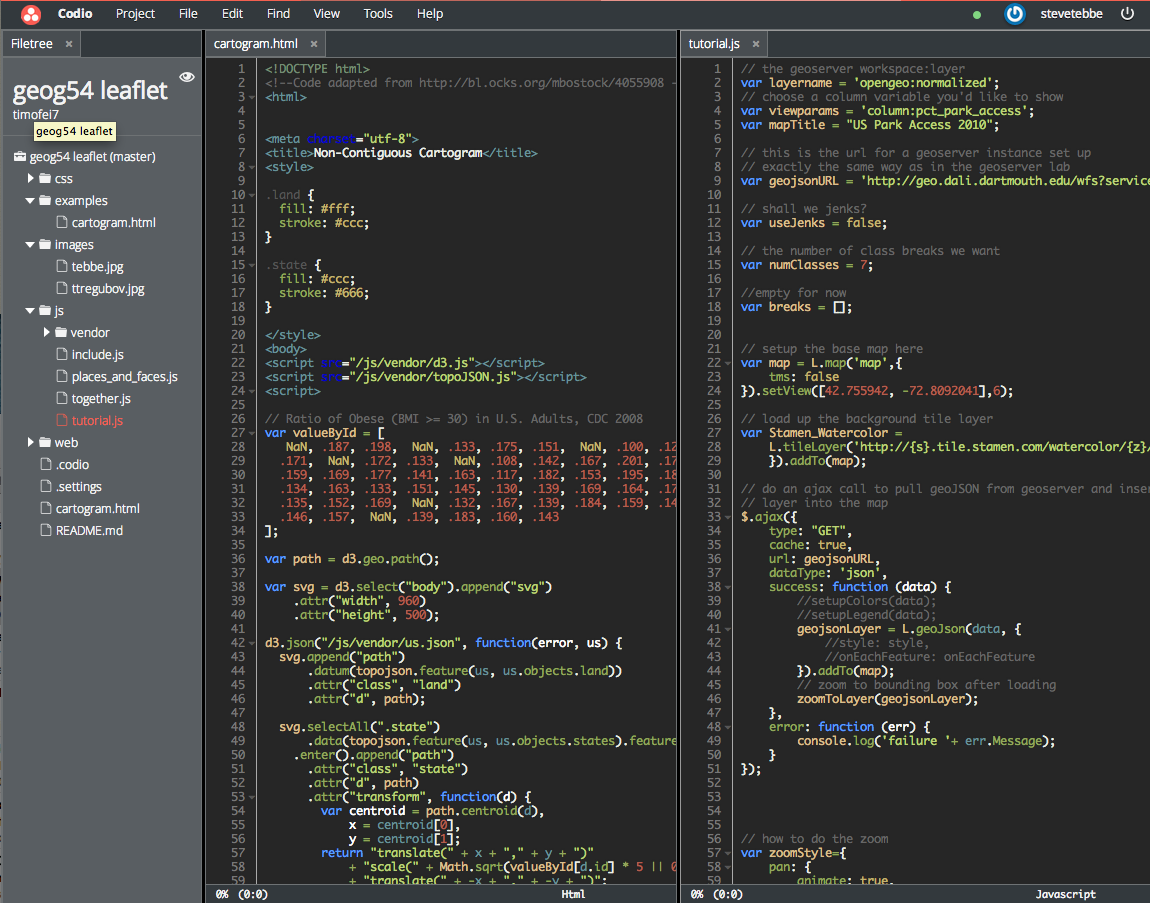 Codio Project File Edit Find View Tools Help stevetebbe
Filetree ×
geog54 leaflet
timofei7
geog54 leaflet
geog54 leaflet (master)
css
examples
cartogram.html
images
tebbe.jpg
ttregubov.jpg
js
vendor
include.js
places_and_faces.js
together.js
tutorial.js
web
.codio
.settings
cartogram.html
README.md
cartogram.html ×
1 <!DOCTYPE html>
2 <!--Code adapted from http://bl.ocks.org/mbostock/4055908 -
3 <html>
4
5
6 <meta charset="utf-8">
7 <title>Non-Contiguous Cartogram</title>
8 <style>
9
10 .land {
11 fill: #fff;
12 stroke: #ccc;
13 }
14
15 .state {
16 fill: #ccc;
17 stroke: #666;
18 }
19
20 </style>
21 <body>
22 <script src="/js/vendor/d3.js"></script>
23 <script src="/js/vendor/topoJSON.js"></script>
24 <script>
25
26 // Ratio of Obese (BMI >= 30) in U.S. Adults, CDC 2008
27 var valueById = [
28 NaN, .187, .198, NaN, .133, .175, .151, NaN, .100, .12
29 .171, NaN, .172, .133, NaN, .108, .142, .167, .201, .17
30 .159, .169, .177, .141, .163, .117, .182, .153, .195, .18
31 .134, .163, .133, .151, .145, .130, .139, .169, .164, .17
32 .135, .152, .169, NaN, .132, .167, .139, .184, .159, .14
33 .146, .157, NaN, .139, .183, .160, .143
34 ];
35
36 var path = d3.geo.path();
37
38 var svg = d3.select("body").append("svg")
39 .attr("width", 960)
40 .attr("height", 500);
41
42 d3.json("/js/vendor/us.json", function(error, us) {
43 svg.append("path")
44 .datum(topojson.feature(us, us.objects.land))
45 .attr("class", "land")
46 .attr("d", path);
47
48 svg.selectAll(".state")
49 .data(topojson.feature(us, us.objects.states).feature
50 .enter().append("path")
51 .attr("class", "state")
52 .attr("d", path)
53 .attr("transform", function(d) {
54 var centroid = path.centroid(d),
55 x = centroid[0],
56 y = centroid[1];
57 return "translate(" + x + "," + y + ")"
58 + "scale(" + Math.sqrt(valueById[d.id] * 5 || 0
59 + "translate(" + -x + "," + -y + ")";
0% (0:0) Html
tutorial.js ×
1 // the geoserver workspace:layer
2 var layername = 'opengeo:normalized';
3 // choose a column variable you'd like to show
4 var viewparams = 'column:pct_park_access';
5 var mapTitle = "US Park Access 2010";
6
7 // this is the url for a geoserver instance set up
8 // exactly the same way as in the geoserver lab
9 var geojsonURL = 'http://geo.dali.dartmouth.edu/wfs?service
10
11 // shall we jenks?
12 var useJenks = false;
13
14 // the number of class breaks we want
15 var numClasses = 7;
16
17 //empty for now
18 var breaks = [];
19
20
21 // setup the base map here
22 var map = L.map('map',{
23 tms: false
24 }).setView([42.755942, -72.8092041],6);
25
26 // load up the background tile layer
27 var Stamen_Watercolor =
28 L.tileLayer('http://{s}.tile.stamen.com/watercolor/{z}/
29 }).addTo(map);
30
31 // do an ajax call to pull geoJSON from geoserver and inser
32 // layer into the map
33 $.ajax({
34 type: "GET",
35 cache: true,
36 url: geojsonURL,
37 dataType: 'json',
38 success: function (data) {
39 //setupColors(data);
40 //setupLegend(data);
41 geojsonLayer = L.geoJson(data, {
42 //style: style,
43 //onEachFeature: onEachFeature
44 }).addTo(map);
45 // zoom to bounding box after loading
46 zoomToLayer(geojsonLayer);
47 },
48 error: function (err) {
49 console.log('failure '+ err.Message);
50 }
51 });
52
53
54
55
56 // how to do the zoom
57 var zoomStyle={
58 pan: {
59 animate: true,
0% (0:0) Javascript